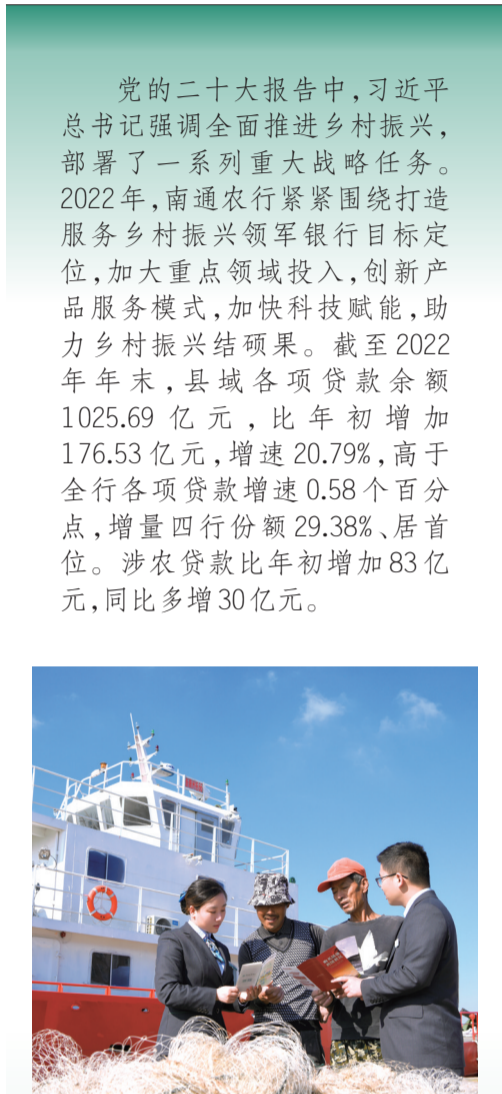 党的二十大报告中，习近平
总书记强调全面推进乡村振兴，
部署了一系列重大战略任务。
2022年，南通农行紧紧围绕打造
服务乡村振兴领军银行目标定
位，加大重点领域投入，创新产
品服务模式，加快科技赋能，助
力乡村振兴结硕果。截至2022
年年末，县域各项贷款余额
1025.69亿元，比年初增加
176.53亿元，增速20.79%，高于
全行各项贷款增速0.58个百分
点，增量四行份额29.38%、居首
位。涉农贷款比年初增加83亿
元，同比多增30亿元。